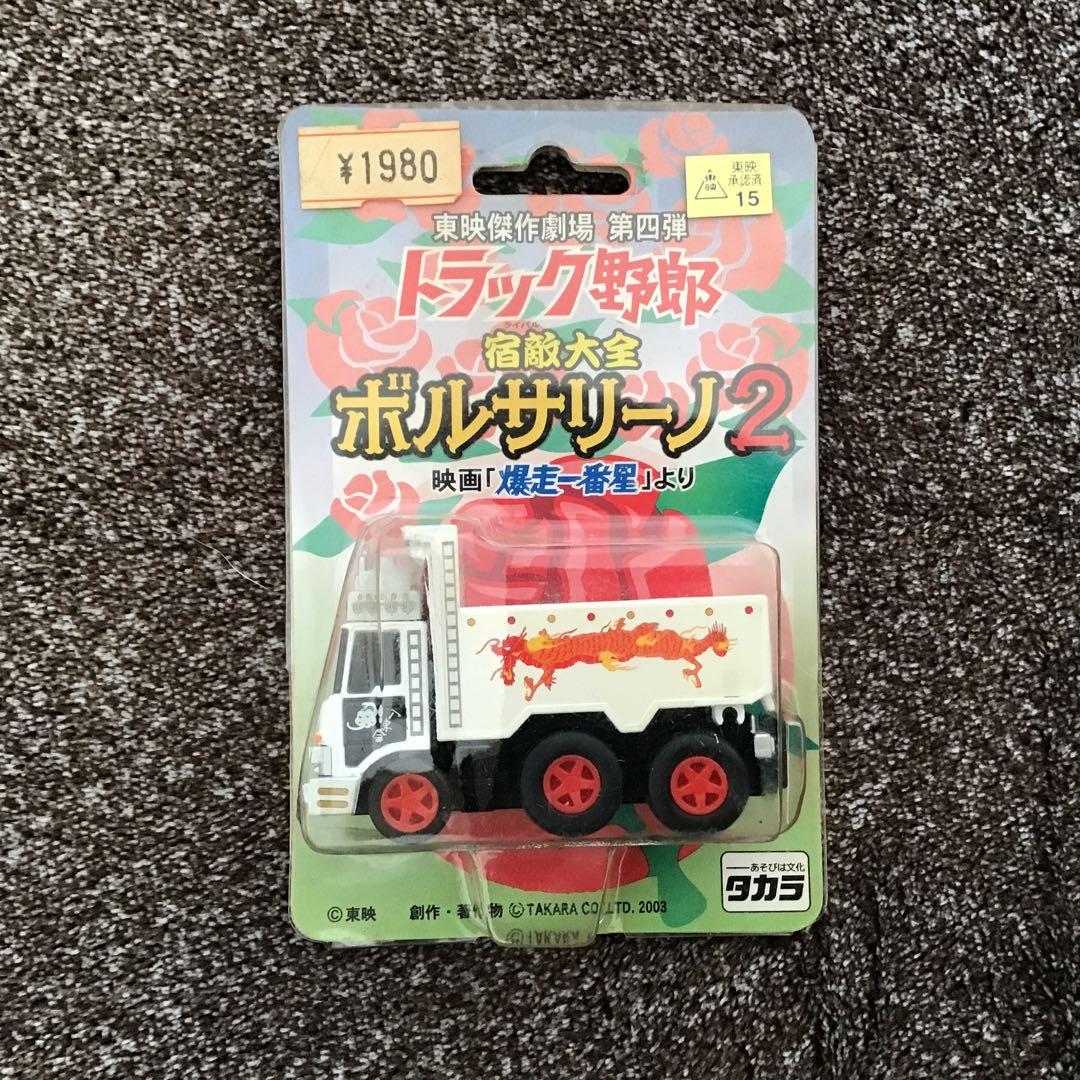 ¥1980
東映
東映
承認済
15
東映傑作劇場 第四弾
トラック野郎
ライバル
宿敵大全
ボルサリーノ2
映画「爆走一番星」より
あそびは文化
タカラ
©東映 創作・著作物 ©TAKARA CO.,LTD. 2003